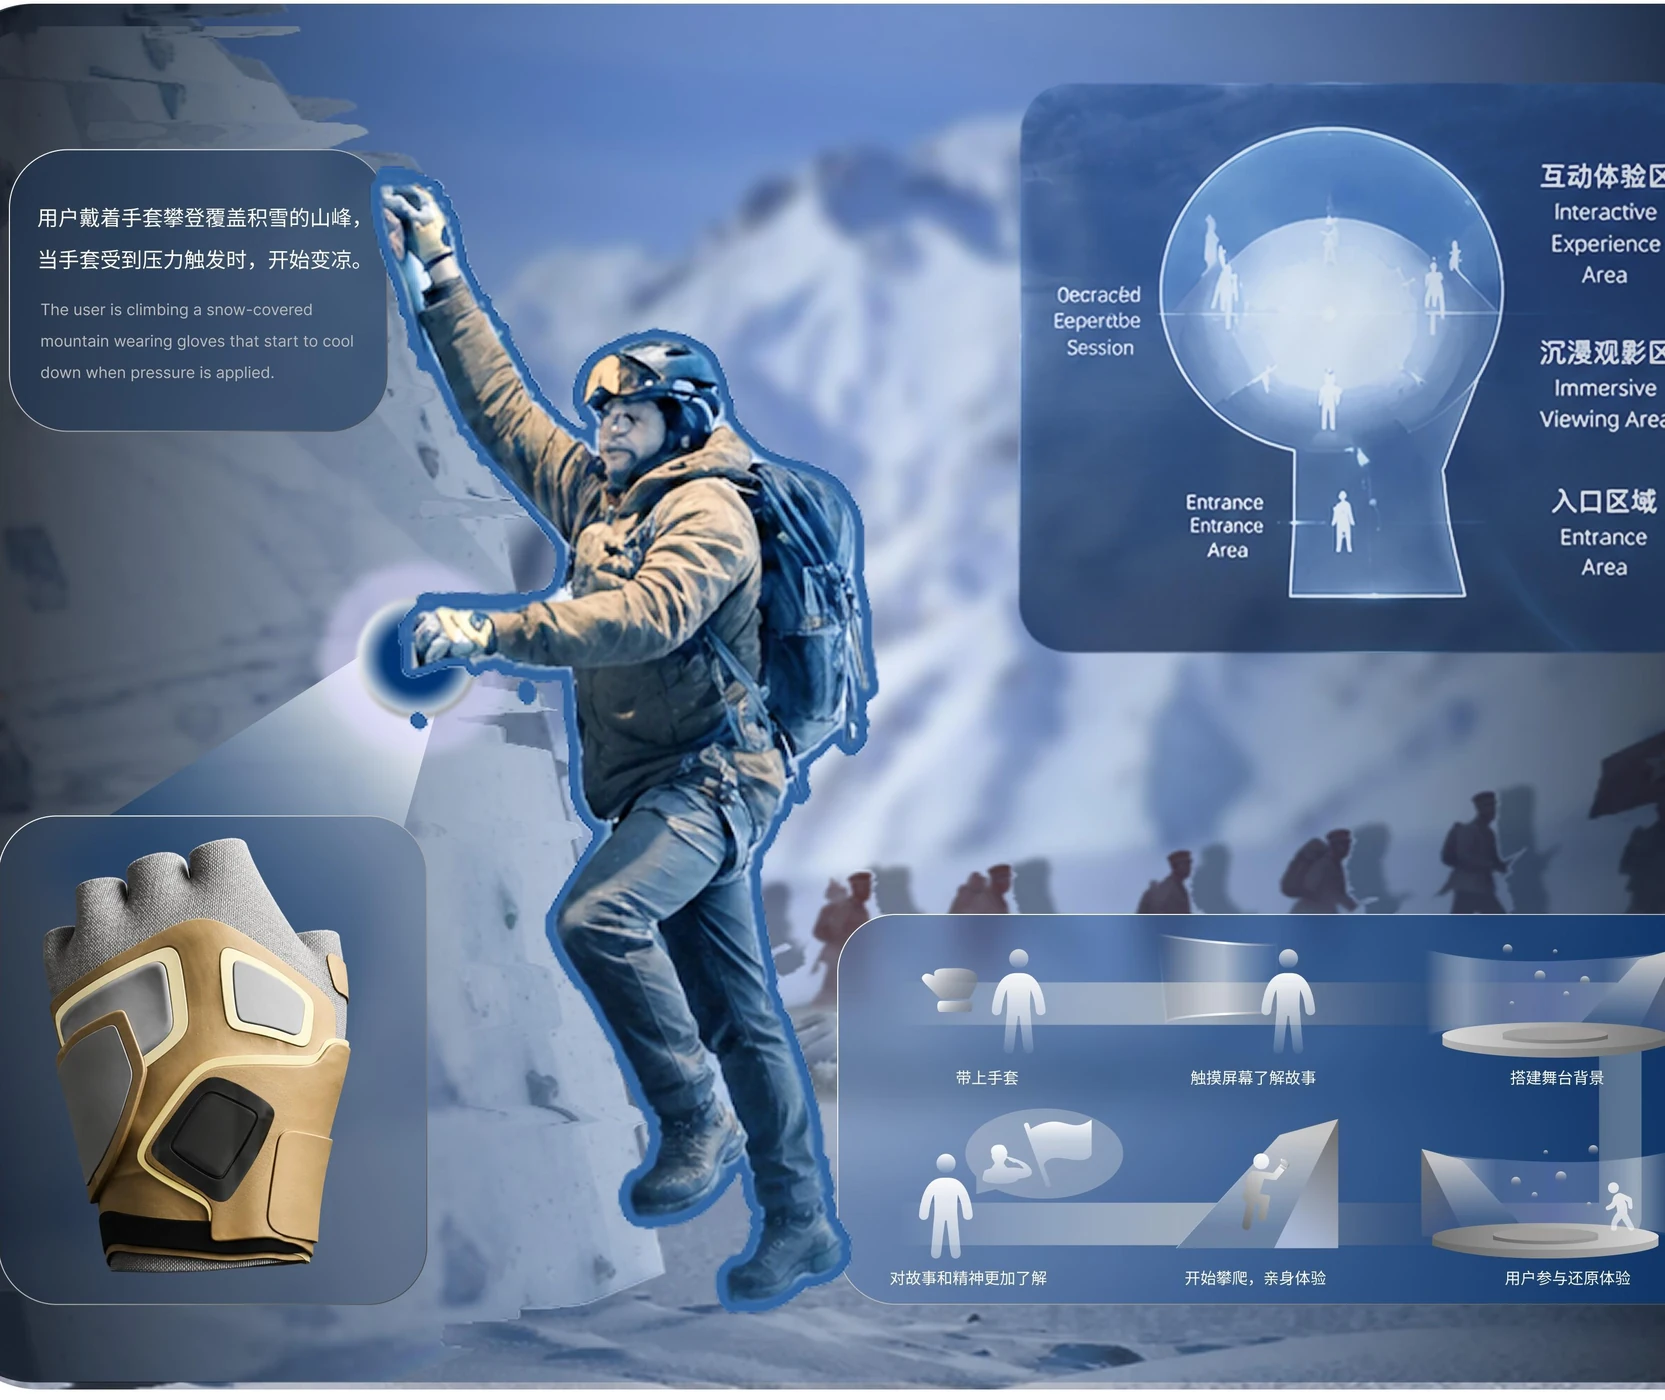 用户戴着手套攀登覆盖积雪的山峰，
当手套受到压力触发时，开始变凉。
The user is climbing a snow-covered
mountain wearing gloves that start to cool
down when pressure is applied.
Oecracéd
Eepertbe
Session
Entrance
Entrance
Area
互动体验区
Interactive
Experience
Area
沉漫观影区
Immersive
Viewing Area
入口区域
Entrance
Area
带上手套
触摸屏幕了解故事
搭建舞台背景
对故事和精神更加了解
开始攀爬，亲身体验
用户参与还原体验